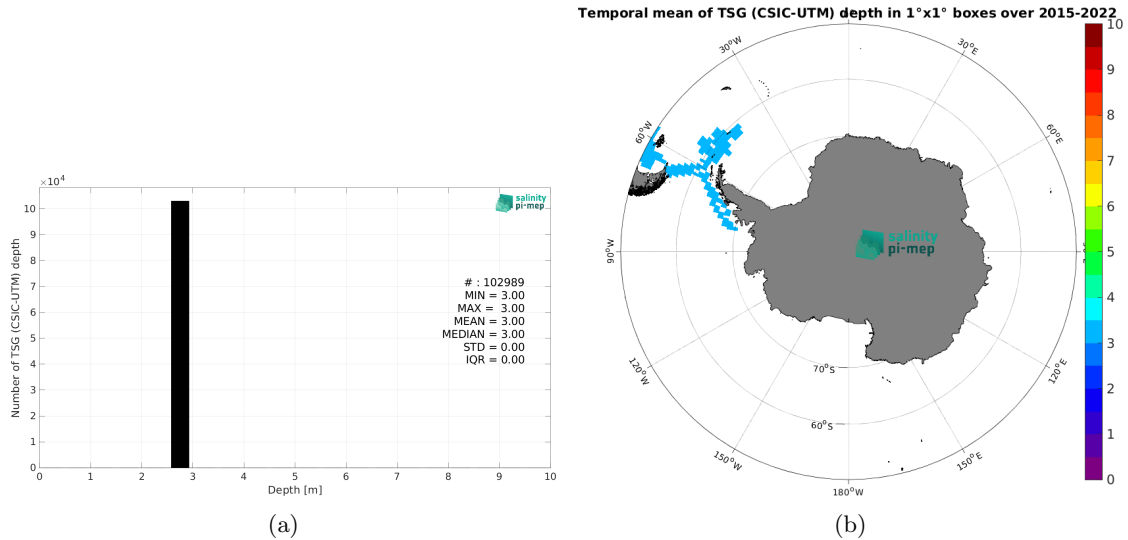 Temporal mean of TSG (CSIC-UTM) depth in 1°x1° boxes over 2015-2022
×10⁴
10
9
8
7
6
5
4
3
2
1
0
Number of TSG (CSIC-UTM) depth
salinity
pi-mep
# : 102989
MIN = 3.00
MAX = 3.00
MEAN = 3.00
MEDIAN = 3.00
STD = 0.00
IQR = 0.00
0 1 2 3 4 5 6 7 8 9 10
Depth [m]
(a)
30°W
30°E
60°W
60°E
90°W
salinity
pi-mep
120°W
120°E
70°S
60°S
150°W
150°E
180°W
10
9
8
7
6
5
4
3
2
1
0
(b)